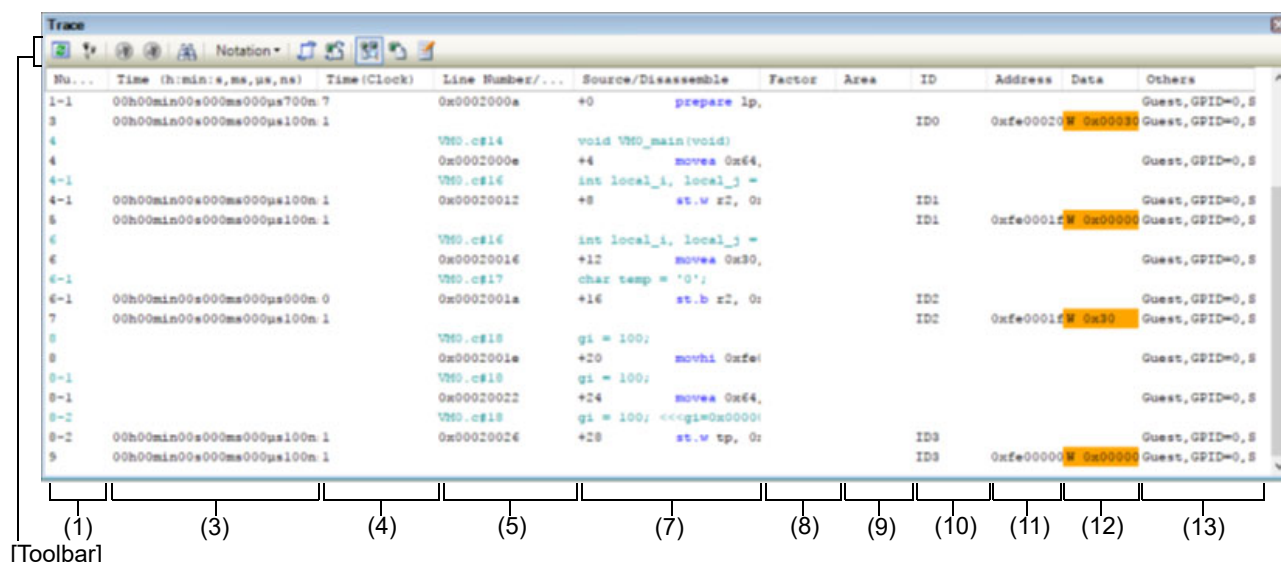 Trace
Notation
Nu... Time (h:min:s,ms,µs,ns) Time(Clock) Line Number/... Source/Disassemble Factor Area ID Address Data Others
1-1 00h00min00s000ms000µs700n: 7 0x0002000a +0 prepare lp, Guest,GPID=0,S
3 00h00min00s000ms000µs100n: 1 ID0 0xfe00020 W 0x00030 Guest,GPID=0,S
4 VM0.c#14 void VM0_main(void)
4 0x0002000e +4 movea 0x64, Guest,GPID=0,S
4-1 VM0.c#16 int local_i, local_j =
4-1 00h00min00s000ms000µs100n: 1 0x00020012 +8 st.w r2, 0: ID1 Guest,GPID=0,S
5 00h00min00s000ms000µs100n: 1 ID1 0xfe0001f W 0x00000 Guest,GPID=0,S
6 VM0.c#16 int local_i, local_j =
6 0x00020016 +12 movea 0x30, Guest,GPID=0,S
6-1 VM0.c#17 char temp = '0';
6-1 00h00min00s000ms000µs000n: 0 0x0002001a +16 st.b r2, 0: ID2 Guest,GPID=0,S
7 00h00min00s000ms000µs100n: 1 ID2 0xfe0001f W 0x30 Guest,GPID=0,S
8 VM0.c#18 gi = 100;
8 0x0002001e +20 movhi 0xfe( Guest,GPID=0,S
8-1 VM0.c#18 gi = 100;
8-1 0x00020022 +24 movea 0x64, Guest,GPID=0,S
8-2 VM0.c#18 gi = 100; <<<gi=0x0000(
8-2 00h00min00s000ms000µs100n: 1 0x00020026 +28 st.w tp, 0: ID3 Guest,GPID=0,S
9 00h00min00s000ms000µs100n: 1 ID3 0xfe00000 W 0x00000 Guest,GPID=0,S
(1) (3) (4) (5) (7) (8) (9) (10) (11) (12) (13)
[Toolbar]